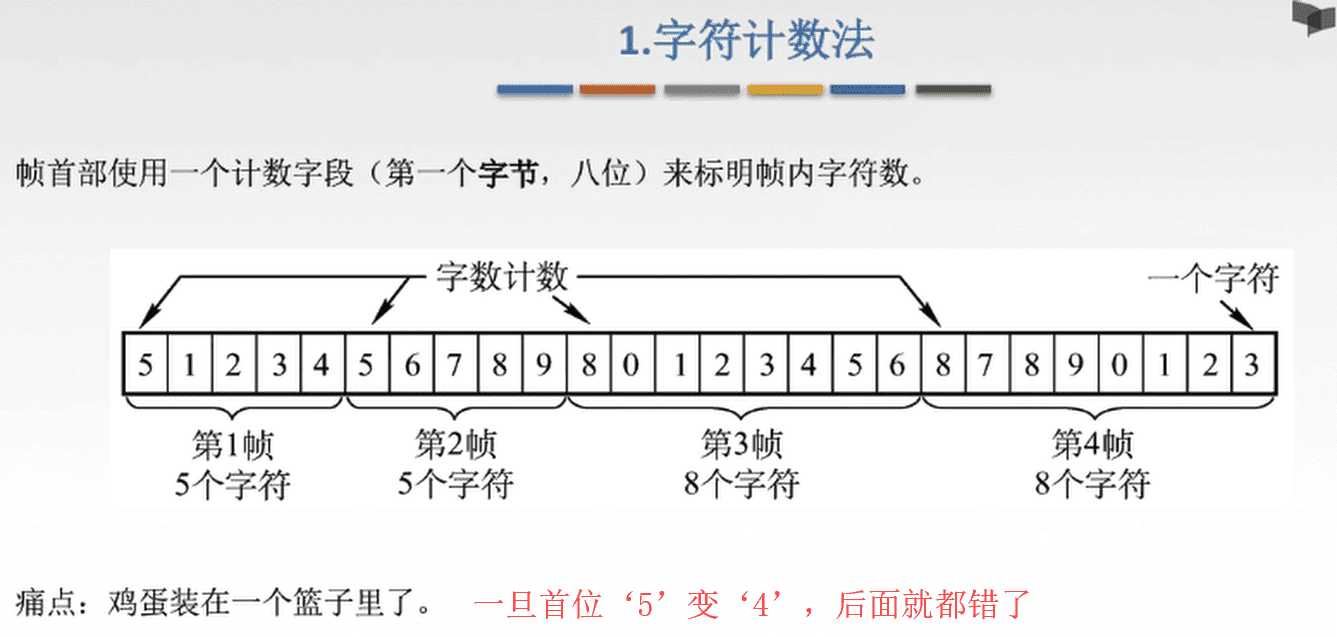 1.字符计数法
帧首部使用一个计数字段（第一个字节，八位）来标明帧内字符数。
字数计数
一个字符
5 1 2 3 4 5 6 7 8 9 8 0 1 2 3 4 5 6 8 7 8 9 0 1 2 3
第1帧 第2帧 第3帧 第4帧
5个字符 5个字符 8个字符 8个字符
痛点：鸡蛋装在一个篮子里了。 一旦首位‘5’变‘4’，后面就都错了